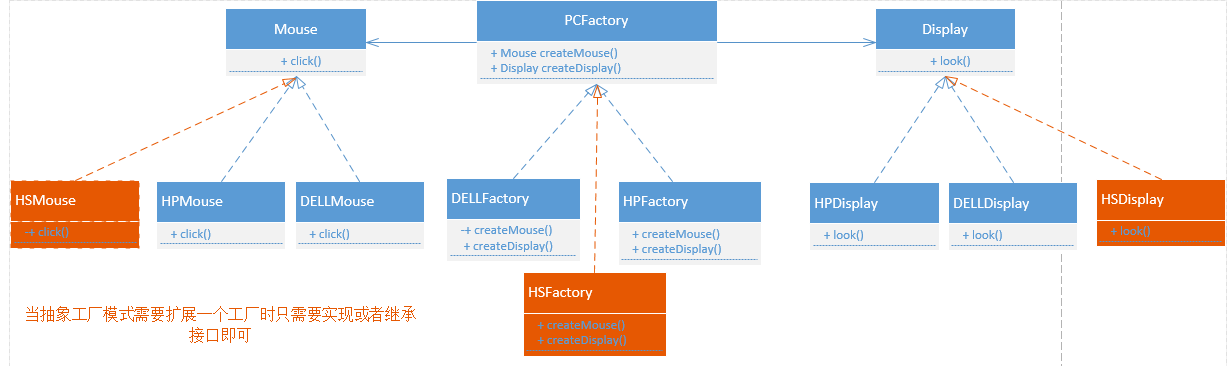 Mouse
+ click()
PCFactory
+ Mouse createMouse()
+ Display createDisplay()
Display
+ look()
HSMouse
+ click()
HPMouse
+ click()
DELLMouse
+ click()
DELLFactory
+ createMouse()
+ createDisplay()
HPFactory
+ createMouse()
+ createDisplay()
HPDisplay
+ look()
DELLDisplay
+ look()
HSDisplay
+ look()
HSFactory
+ createMouse()
+ createDisplay()
当抽象工厂模式需要扩展一个工厂时只需要实现或者继承
接口即可